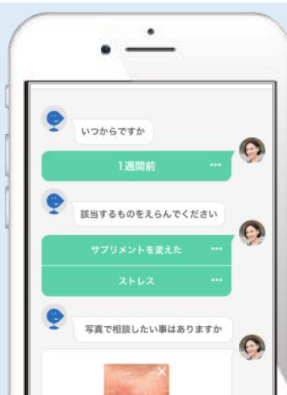 いつからですか
1週間前
該当するものをえらんでください
サプリメントを変えた
ストレス
写真で相談したい事はありますか